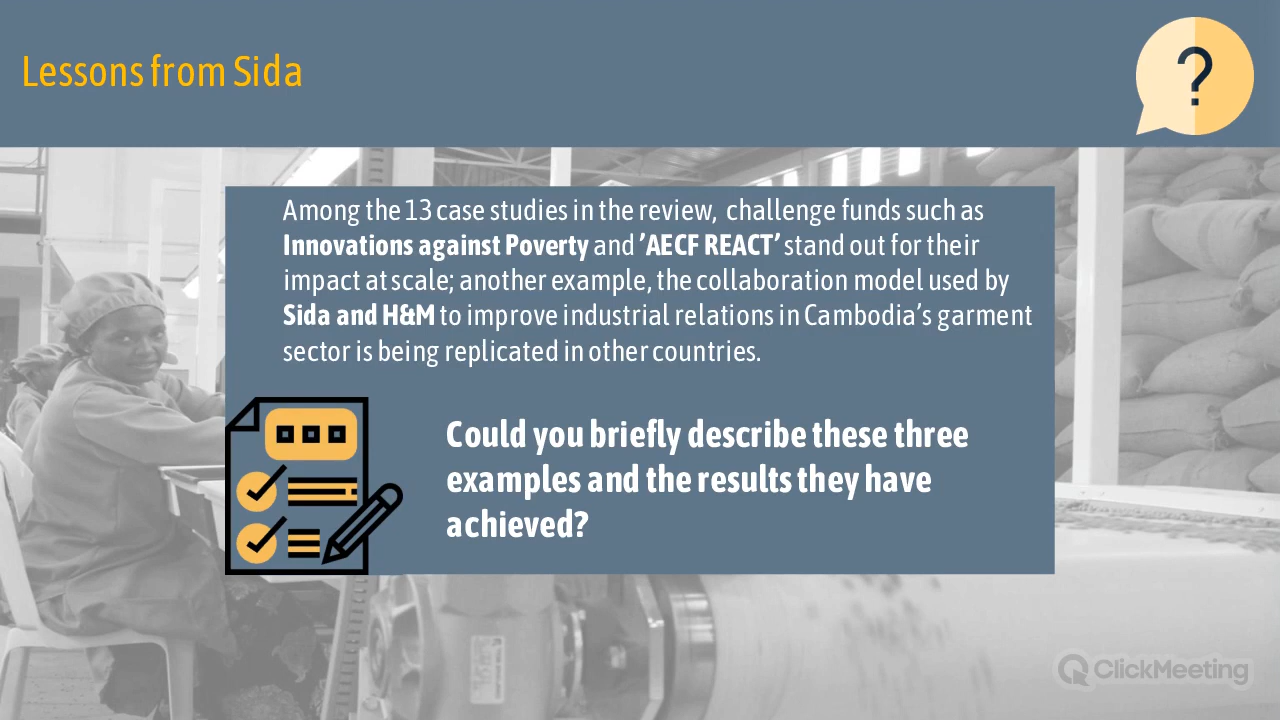 Lessons from Sida
?
Among the 13 case studies in the review, challenge funds such as
Innovations against Poverty and 'AECF REACT' stand out for their
impact at scale; another example, the collaboration model used by
Sida and H&M to improve industrial relations in Cambodia's garment
sector is being replicated in other countries.
Could you briefly describe these three
examples and the results they have
achieved?
ClickMeeting